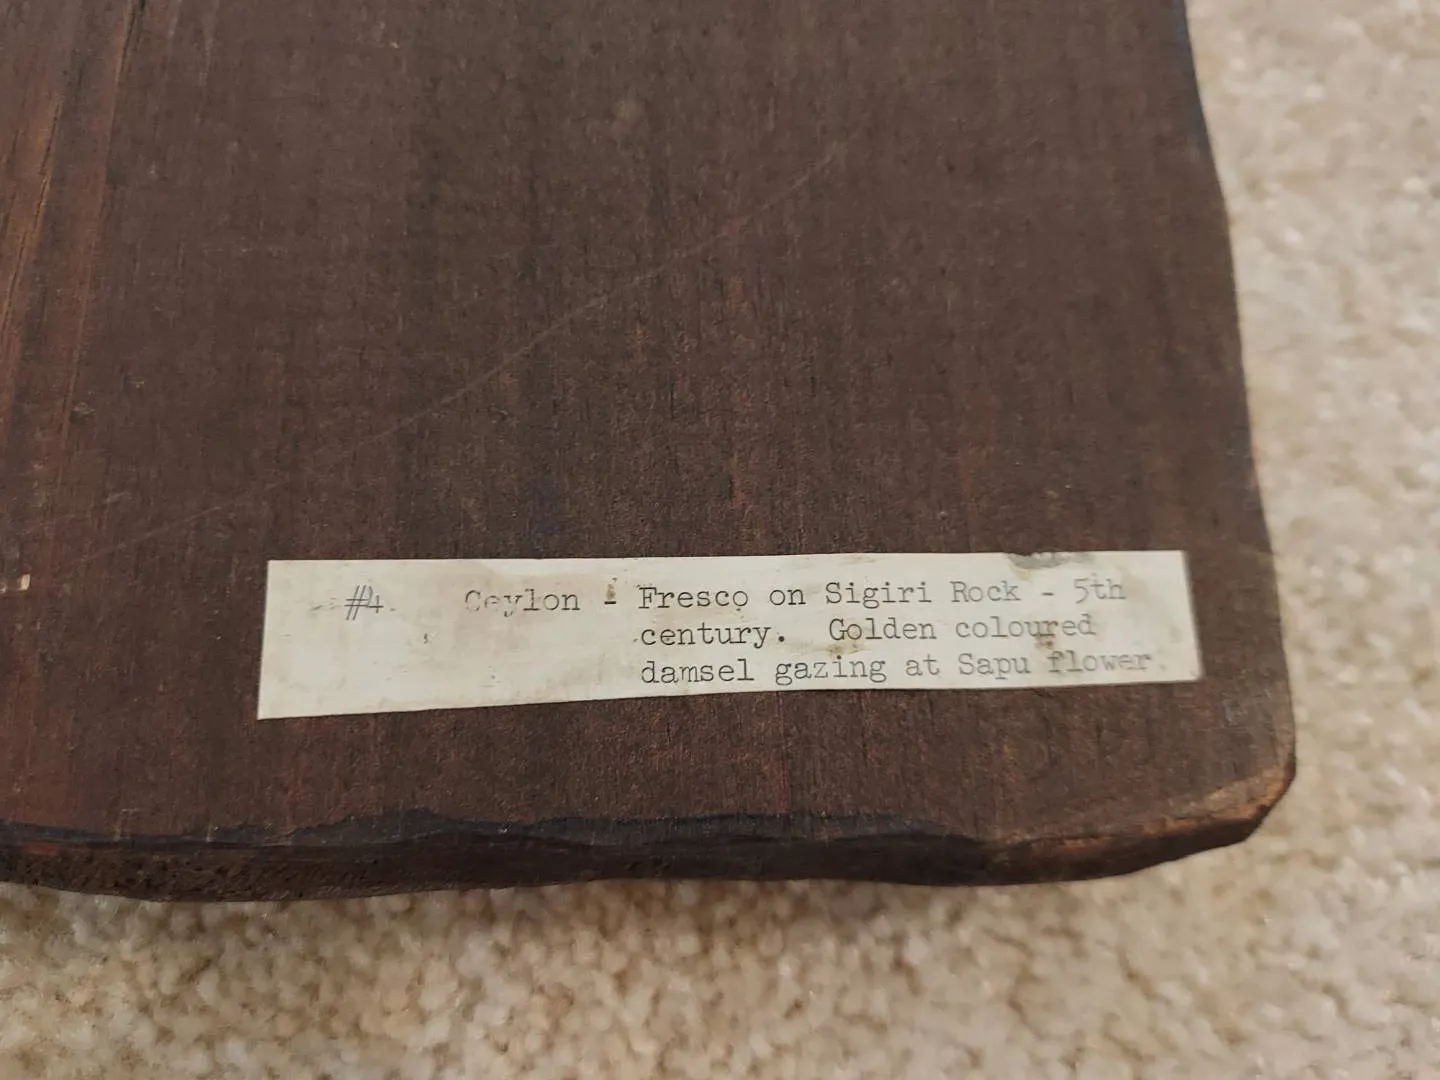 #4. Ceylon - Fresco on Sigiri Rock - 5th
century. Golden coloured
damsel gazing at Sapu flower.